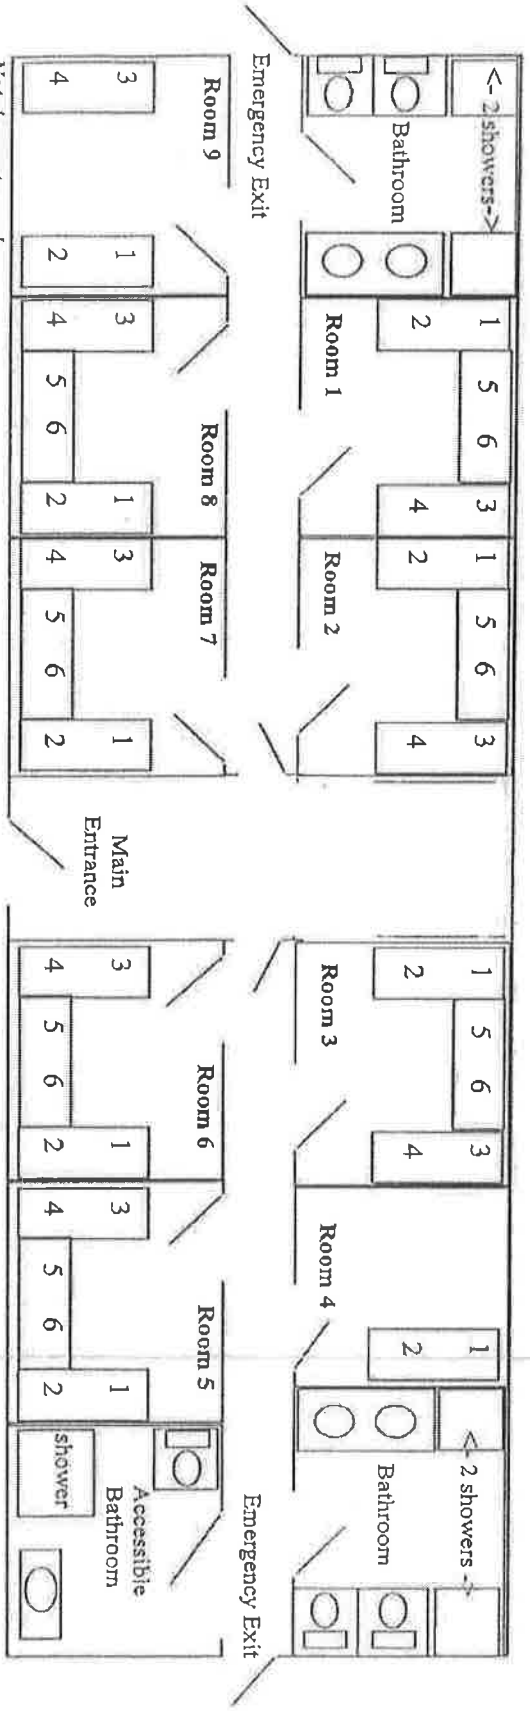 <- 2 showers->
1 5 6 3
1 5 6 3
1 5 6 3
1
<- 2 showers ->
Bathroom
2 4
2 4
2 4
2
Bathroom
Room 1
Room 2
Room 3
Room 4
Emergency Exit
Emergency Exit
Room 9
Room 8
Room 7
Room 6
Room 5
3 1
3 1
3 1
Main
Entrance
3 1
3 1
Accessible
Bathroom
4 2
4 5 6 2
4 5 6 2
4 5 6 2
4 5 6 2
shower